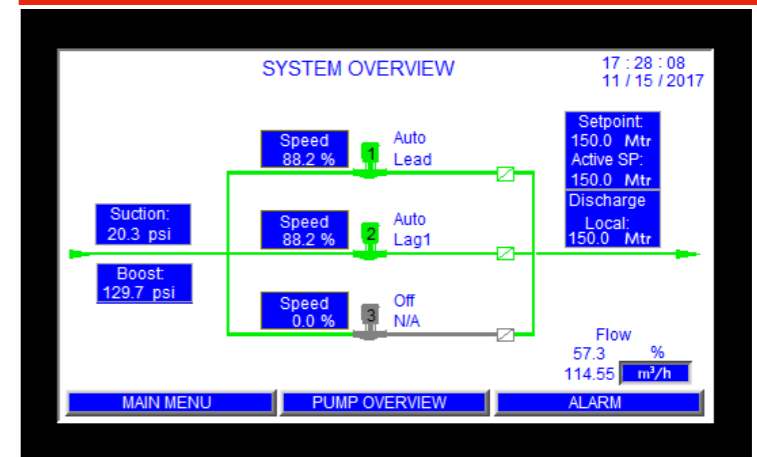 SYSTEM OVERVIEW
17 : 28 : 08
11 / 15 / 2017
Speed
88.2 %
1
Auto
Lead
Setpoint:
150.0 Mtr
Active SP:
150.0 Mtr
Discharge
Local:
150.0 Mtr
Suction:
20.3 psi
Speed
88.2 %
2
Auto
Lag1
Boost:
129.7 psi
Speed
0.0 %
3
Off
N/A
Flow
57.3 %
114.55 m³/h
MAIN MENU
PUMP OVERVIEW
ALARM